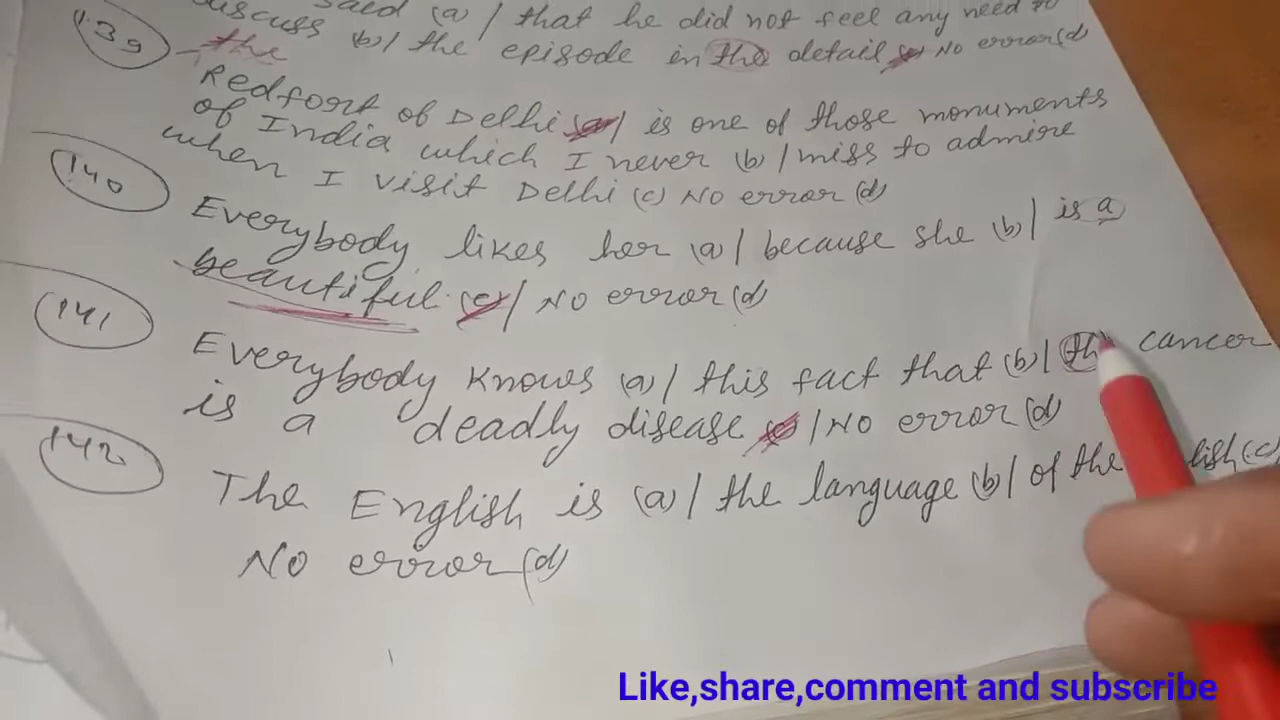 said (a) / that he did not feel any need to
discuss (b) / the episode in the detail (c) No error (d)
139 the
Redfort of Delhi (a) / is one of those monuments
of India which I never (b) / miss to admire
when I visit Delhi (c) No error (d)
140 Everybody likes her (a) / because she (b) / is a
beautiful. (c) / No error (d)
141 Everybody knows (a) / this fact that (b) / the cancer
is a deadly disease (c) / No error (d)
142 The English is (a) / the language (b) / of the (c)
No error (d)
Like,share,comment and subscribe